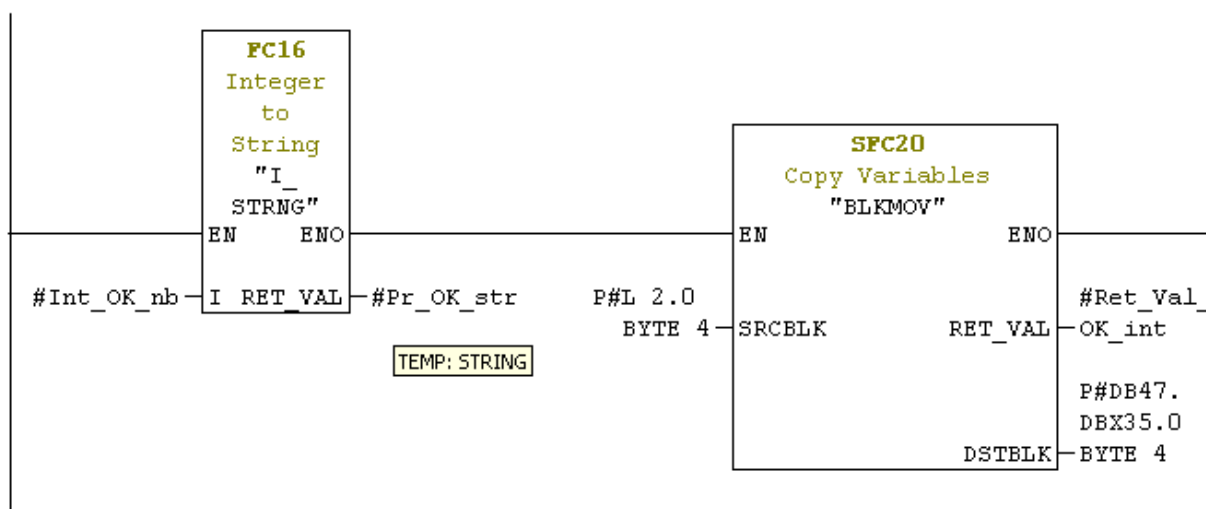 FC16
Integer
to
String
"I_
STRNG"
EN ENO
#Int_OK_nb I RET_VAL #Pr_OK_str
TEMP: STRING
SFC20
Copy Variables
"BLKMOV"
EN ENO
P#L 2.0
BYTE 4 SRCBLK
#Ret_Val_
RET_VAL OK_int
P#DB47.
DBX35.0
DSTBLK BYTE 4